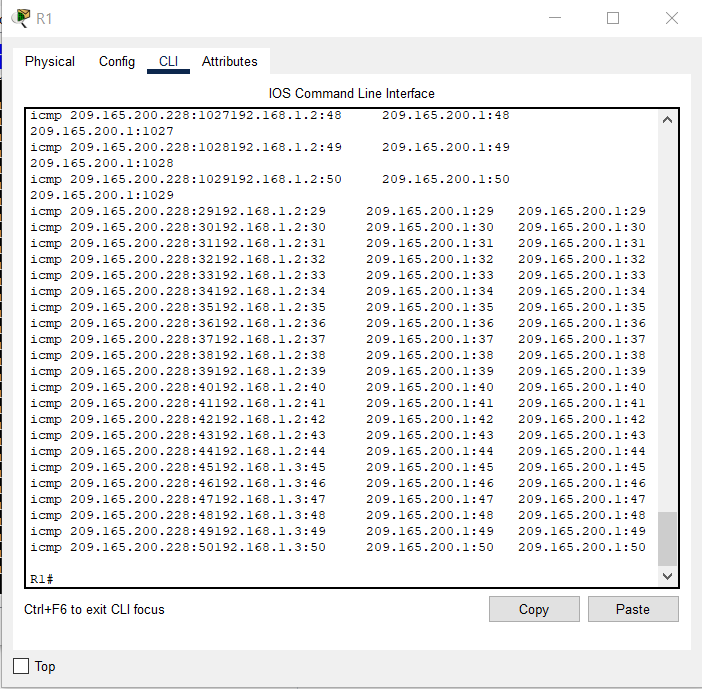 R1
Physical Config CLI Attributes
IOS Command Line Interface
icmp 209.165.200.228:1027192.168.1.2:48 209.165.200.1:48
209.165.200.1:1027
icmp 209.165.200.228:1028192.168.1.2:49 209.165.200.1:49
209.165.200.1:1028
icmp 209.165.200.228:1029192.168.1.2:50 209.165.200.1:50
209.165.200.1:1029
icmp 209.165.200.228:29192.168.1.2:29 209.165.200.1:29 209.165.200.1:29
icmp 209.165.200.228:30192.168.1.2:30 209.165.200.1:30 209.165.200.1:30
icmp 209.165.200.228:31192.168.1.2:31 209.165.200.1:31 209.165.200.1:31
icmp 209.165.200.228:32192.168.1.2:32 209.165.200.1:32 209.165.200.1:32
icmp 209.165.200.228:33192.168.1.2:33 209.165.200.1:33 209.165.200.1:33
icmp 209.165.200.228:34192.168.1.2:34 209.165.200.1:34 209.165.200.1:34
icmp 209.165.200.228:35192.168.1.2:35 209.165.200.1:35 209.165.200.1:35
icmp 209.165.200.228:36192.168.1.2:36 209.165.200.1:36 209.165.200.1:36
icmp 209.165.200.228:37192.168.1.2:37 209.165.200.1:37 209.165.200.1:37
icmp 209.165.200.228:38192.168.1.2:38 209.165.200.1:38 209.165.200.1:38
icmp 209.165.200.228:39192.168.1.2:39 209.165.200.1:39 209.165.200.1:39
icmp 209.165.200.228:40192.168.1.2:40 209.165.200.1:40 209.165.200.1:40
icmp 209.165.200.228:41192.168.1.2:41 209.165.200.1:41 209.165.200.1:41
icmp 209.165.200.228:42192.168.1.2:42 209.165.200.1:42 209.165.200.1:42
icmp 209.165.200.228:43192.168.1.2:43 209.165.200.1:43 209.165.200.1:43
icmp 209.165.200.228:44192.168.1.2:44 209.165.200.1:44 209.165.200.1:44
icmp 209.165.200.228:45192.168.1.3:45 209.165.200.1:45 209.165.200.1:45
icmp 209.165.200.228:46192.168.1.3:46 209.165.200.1:46 209.165.200.1:46
icmp 209.165.200.228:47192.168.1.3:47 209.165.200.1:47 209.165.200.1:47
icmp 209.165.200.228:48192.168.1.3:48 209.165.200.1:48 209.165.200.1:48
icmp 209.165.200.228:49192.168.1.3:49 209.165.200.1:49 209.165.200.1:49
icmp 209.165.200.228:50192.168.1.3:50 209.165.200.1:50 209.165.200.1:50
R1#
Ctrl+F6 to exit CLI focus
Copy Paste
Top